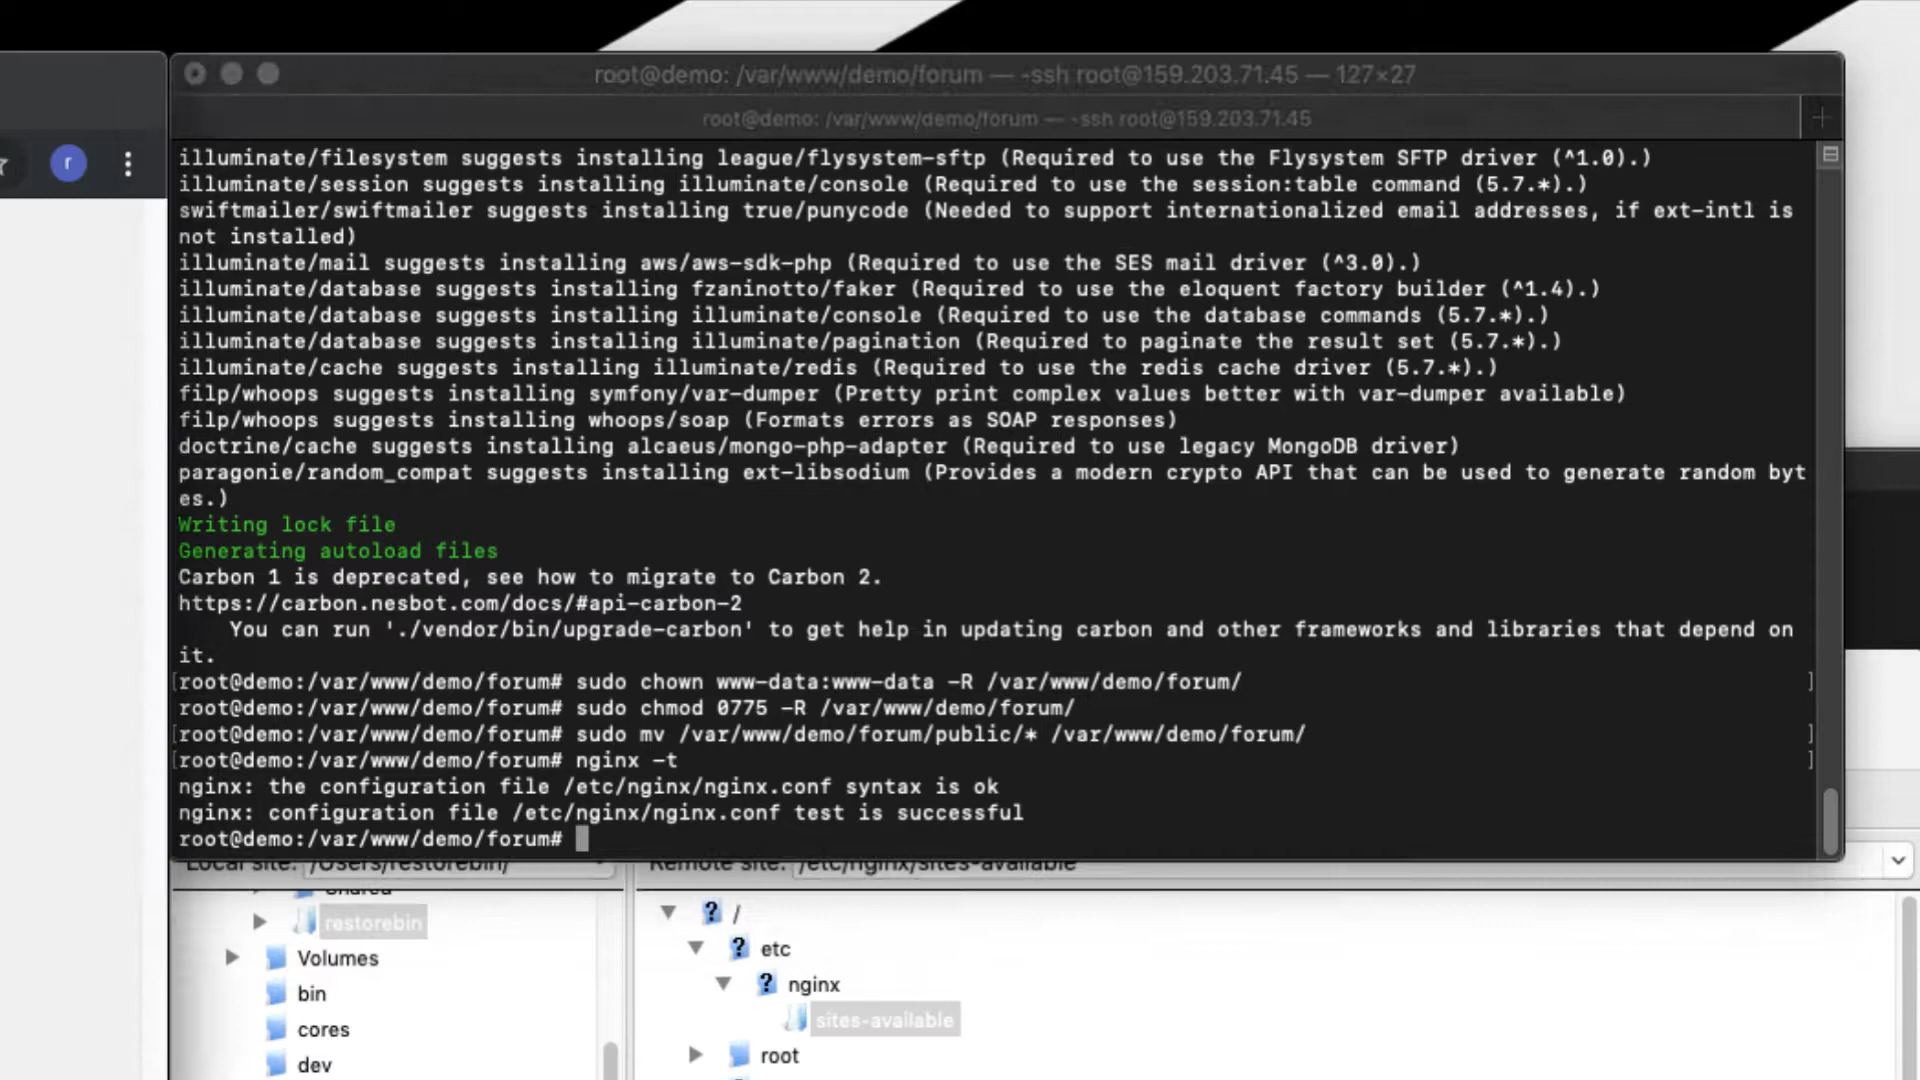 root@demo: /var/www/demo/forum — -ssh root@159.203.71.45 — 127×27
root@demo: /var/www/demo/forum — -ssh root@159.203.71.45
r
illuminate/filesystem suggests installing league/flysystem-sftp (Required to use the Flysystem SFTP driver (^1.0).)
illuminate/session suggests installing illuminate/console (Required to use the session:table command (5.7.*).)
swiftmailer/swiftmailer suggests installing true/punycode (Needed to support internationalized email addresses, if ext-intl is
not installed)
illuminate/mail suggests installing aws/aws-sdk-php (Required to use the SES mail driver (^3.0).)
illuminate/database suggests installing fzaninotto/faker (Required to use the eloquent factory builder (^1.4).)
illuminate/database suggests installing illuminate/console (Required to use the database commands (5.7.*).)
illuminate/database suggests installing illuminate/pagination (Required to paginate the result set (5.7.*).)
illuminate/cache suggests installing illuminate/redis (Required to use the redis cache driver (5.7.*).)
filp/whoops suggests installing symfony/var-dumper (Pretty print complex values better with var-dumper available)
filp/whoops suggests installing whoops/soap (Formats errors as SOAP responses)
doctrine/cache suggests installing alcaeus/mongo-php-adapter (Required to use legacy MongoDB driver)
paragonie/random_compat suggests installing ext-libsodium (Provides a modern crypto API that can be used to generate random byt
es.)
Writing lock file
Generating autoload files
Carbon 1 is deprecated, see how to migrate to Carbon 2.
https://carbon.nesbot.com/docs/#api-carbon-2
    You can run './vendor/bin/upgrade-carbon' to get help in updating carbon and other frameworks and libraries that depend on
it.
[root@demo:/var/www/demo/forum# sudo chown www-data:www-data -R /var/www/demo/forum/ ]
root@demo:/var/www/demo/forum# sudo chmod 0775 -R /var/www/demo/forum/
[root@demo:/var/www/demo/forum# sudo mv /var/www/demo/forum/public/* /var/www/demo/forum/ ]
[root@demo:/var/www/demo/forum# nginx -t ]
nginx: the configuration file /etc/nginx/nginx.conf syntax is ok
nginx: configuration file /etc/nginx/nginx.conf test is successful
root@demo:/var/www/demo/forum#
Local site: /Users/restorebin/
Shared
restorebin
Volumes
bin
cores
dev
Remote site: /etc/nginx/sites-available
/
etc
nginx
sites-available
root